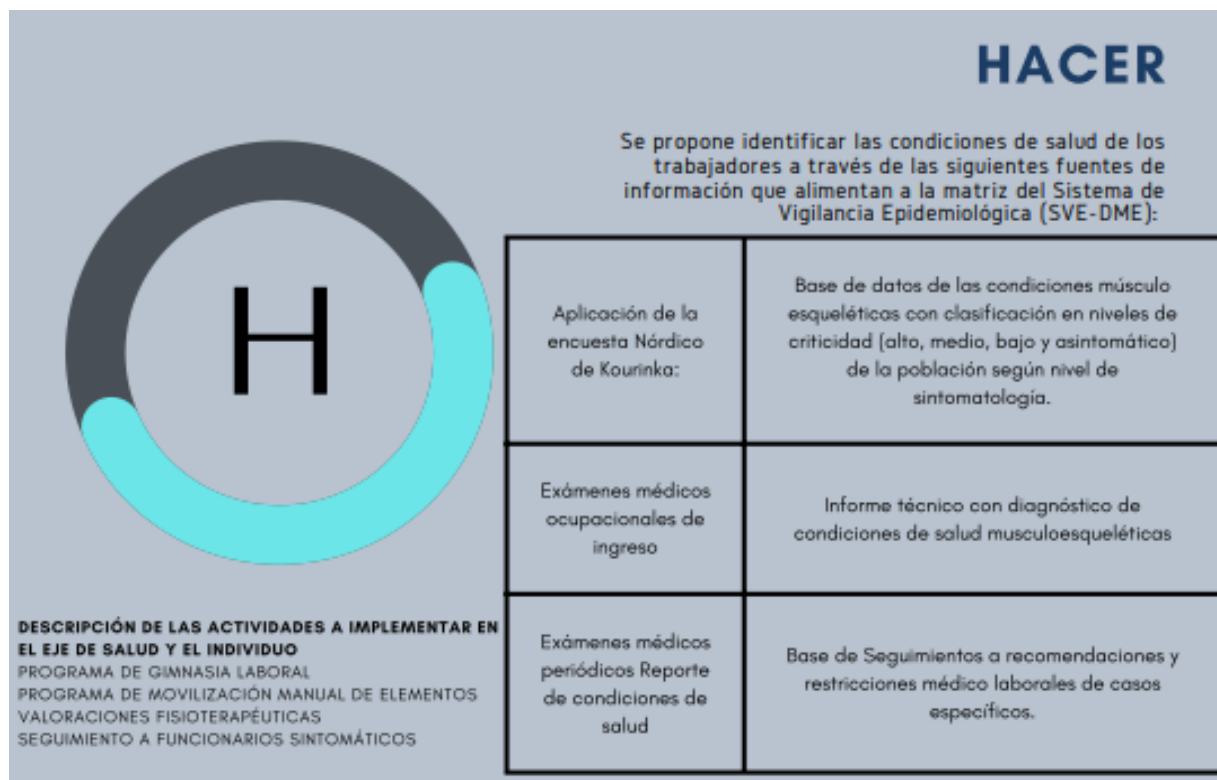 HACER
Se propone identificar las condiciones de salud de los
trabajadores a través de las siguientes fuentes de
información que alimentan a la matriz del Sistema de
Vigilancia Epidemiológica (SVE-DME):
H
Aplicación de la
encuesta Nórdico
de Kourinka:
Base de datos de las condiciones músculo
esqueléticas con clasificación en niveles de
criticidad (alto, medio, bajo y asintomático)
de la población según nivel de
sintomatología.
Exámenes médicos
ocupacionales de
ingreso
Informe técnico con diagnóstico de
condiciones de salud musculoesqueléticas
Exámenes médicos
periódicos Reporte
de condiciones de
salud
Base de Seguimientos a recomendaciones y
restricciones médico laborales de casos
específicos.
DESCRIPCIÓN DE LAS ACTIVIDADES A IMPLEMENTAR EN
EL EJE DE SALUD Y EL INDIVIDUO
PROGRAMA DE GIMNASIA LABORAL
PROGRAMA DE MOVILIZACIÓN MANUAL DE ELEMENTOS
VALORACIONES FISIOTERAPÉUTICAS
SEGUIMIENTO A FUNCIONARIOS SINTOMÁTICOS